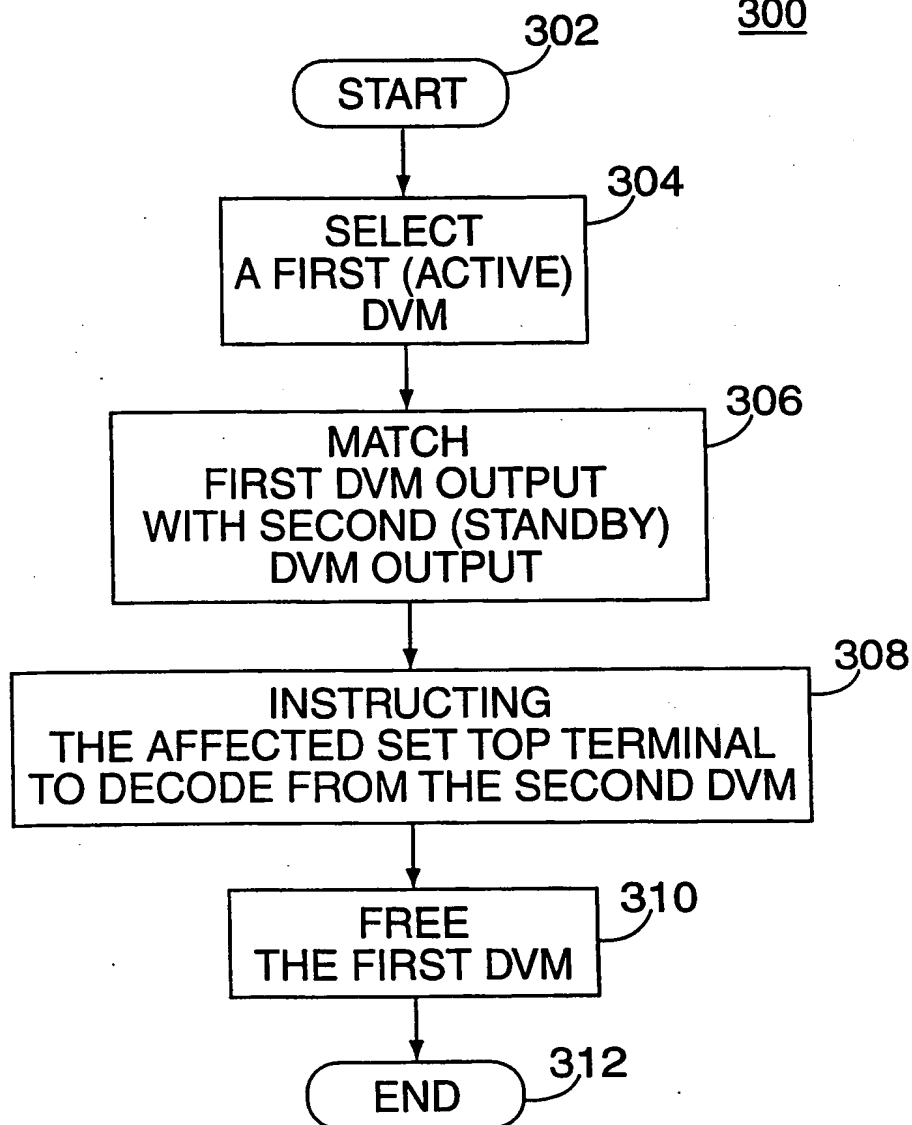 300
302
START
304
SELECT
A FIRST (ACTIVE)
DVM
306
MATCH
FIRST DVM OUTPUT
WITH SECOND (STANDBY)
DVM OUTPUT
308
INSTRUCTING
THE AFFECTED SET TOP TERMINAL
TO DECODE FROM THE SECOND DVM
310
FREE
THE FIRST DVM
312
END